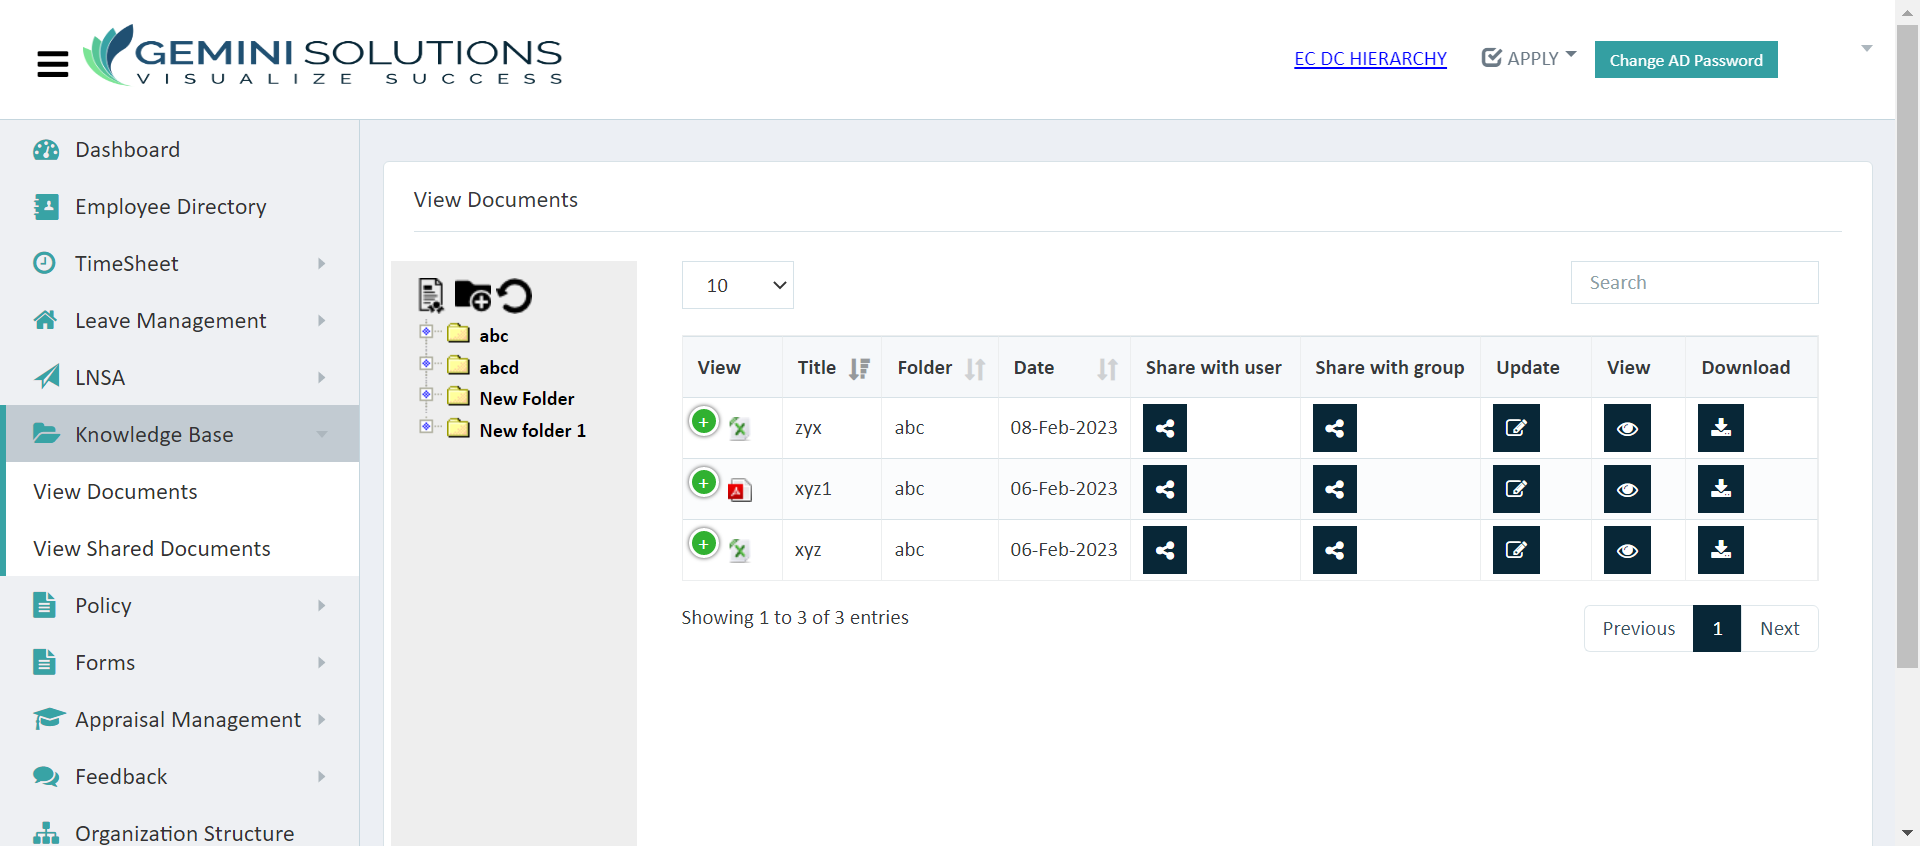 GEMINI SOLUTIONS
VISUALIZE SUCCESS
EC DC HIERARCHY
APPLY
Change AD Password
Dashboard
Employee Directory
TimeSheet
Leave Management
LNSA
Knowledge Base
View Documents
View Shared Documents
Policy
Forms
Appraisal Management
Feedback
Organization Structure
View Documents
abc
abcd
New Folder
New folder 1
10
Search
View Title Folder Date Share with user Share with group Update View Download
zyx abc 08-Feb-2023
xyz1 abc 06-Feb-2023
xyz abc 06-Feb-2023
Showing 1 to 3 of 3 entries
Previous 1 Next